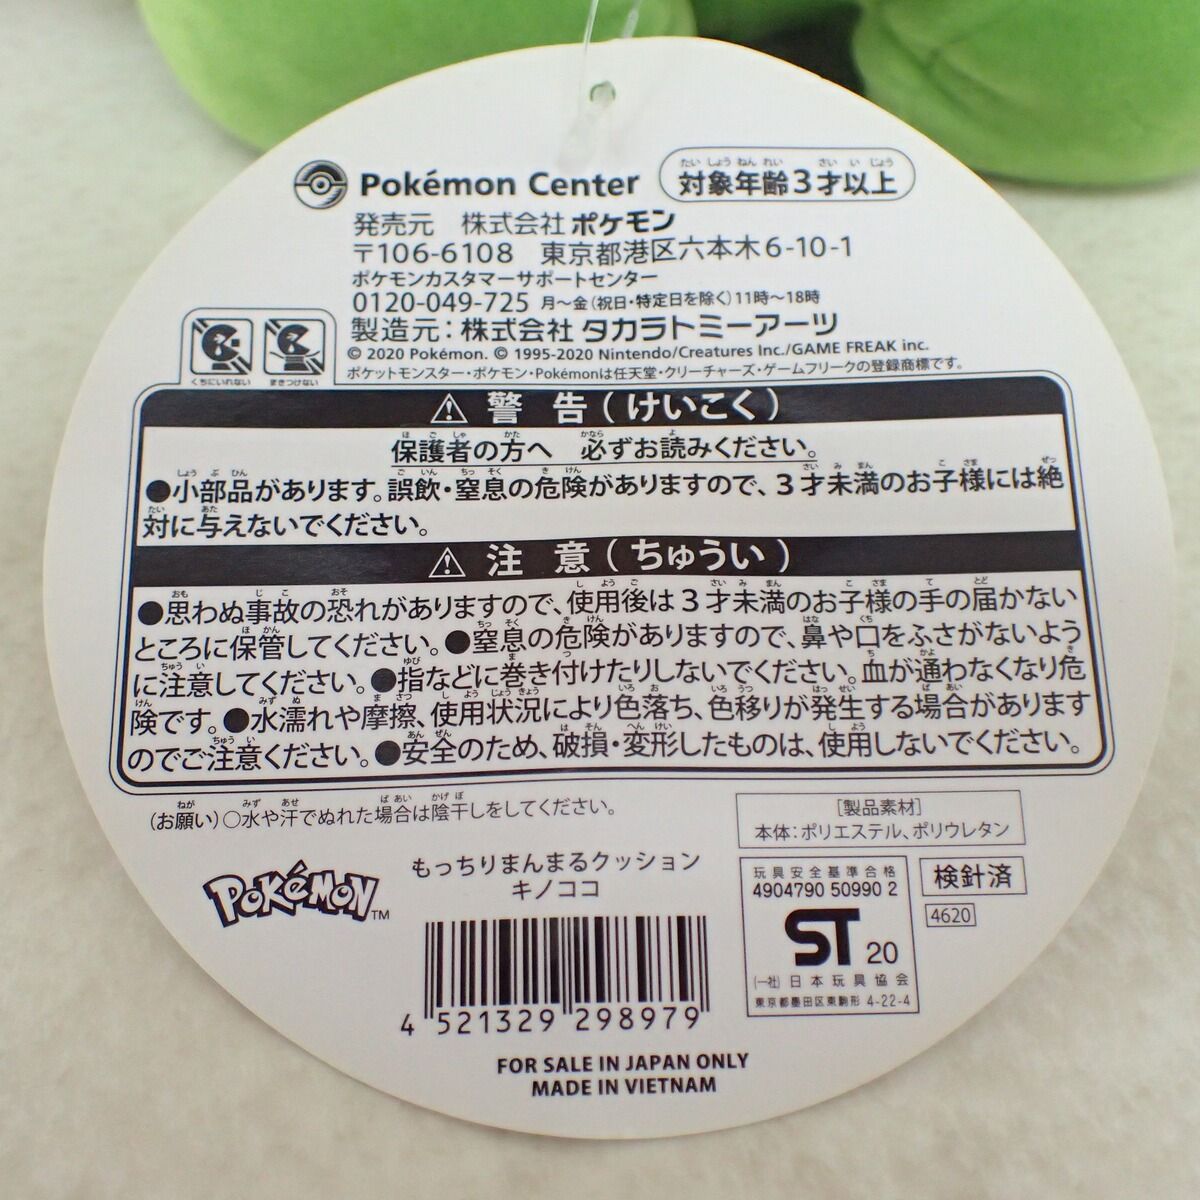 Pokémon Center
対象年齢3才以上
たいしょうねんれい さいいじょう
発売元 株式会社 ポケモン
〒106-6108 東京都港区六本木6-10-1
ポケモンカスタマーサポートセンター
0120-049-725 月～金(祝日・特定日を除く)11時～18時
製造元：株式会社 タカラトミーアーツ
© 2020 Pokémon. © 1995-2020 Nintendo/Creatures Inc./GAME FREAK inc.
ポケットモンスター・ポケモン・Pokémonは任天堂・クリーチャーズ・ゲームフリークの登録商標です。
くちにいれない
まきつけない
警告(けいこく)
保護者の方へ 必ずお読みください。
●小部品があります。誤飲・窒息の危険がありますので、3才未満のお子様には絶
対に与えないでください。
注意(ちゅうい)
●思わぬ事故の恐れがありますので、使用後は3才未満のお子様の手の届かない
ところに保管してください。●窒息の危険がありますので、鼻や口をふさがないよう
に注意してください。●指などに巻き付けたりしないでください。血が通わなくなり危
険です。●水濡れや摩擦、使用状況により色落ち、色移りが発生する場合があります
のでご注意ください。●安全のため、破損・変形したものは、使用しないでください。
(お願い)○水や汗でぬれた場合は陰干しをしてください。
[製品素材]
本体：ポリエステル、ポリウレタン
POKéMON TM
もっちりまんまるクッション
キノココ
4 521329 298979
玩具安全基準合格
4904790 50990 2
ST 20
(一社)日本玩具協会
東京都墨田区東駒形 4-22-4
検針済
4620
FOR SALE IN JAPAN ONLY
MADE IN VIETNAM